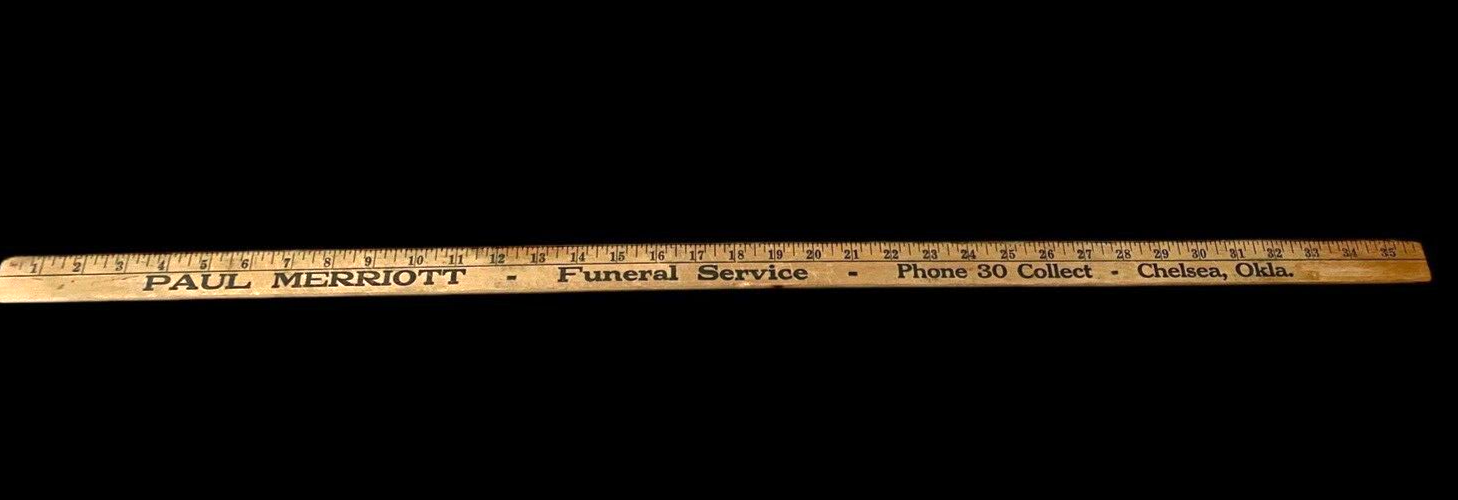 1 2 3 4 5 6 7 8 9 10 11 12 13 14 15 16 17 18 19 20 21 22 23 24 25 26 27 28 29 30 31 32 33 34 35
PAUL MERRIOTT - Funeral Service - Phone 30 Collect - Chelsea, Okla.